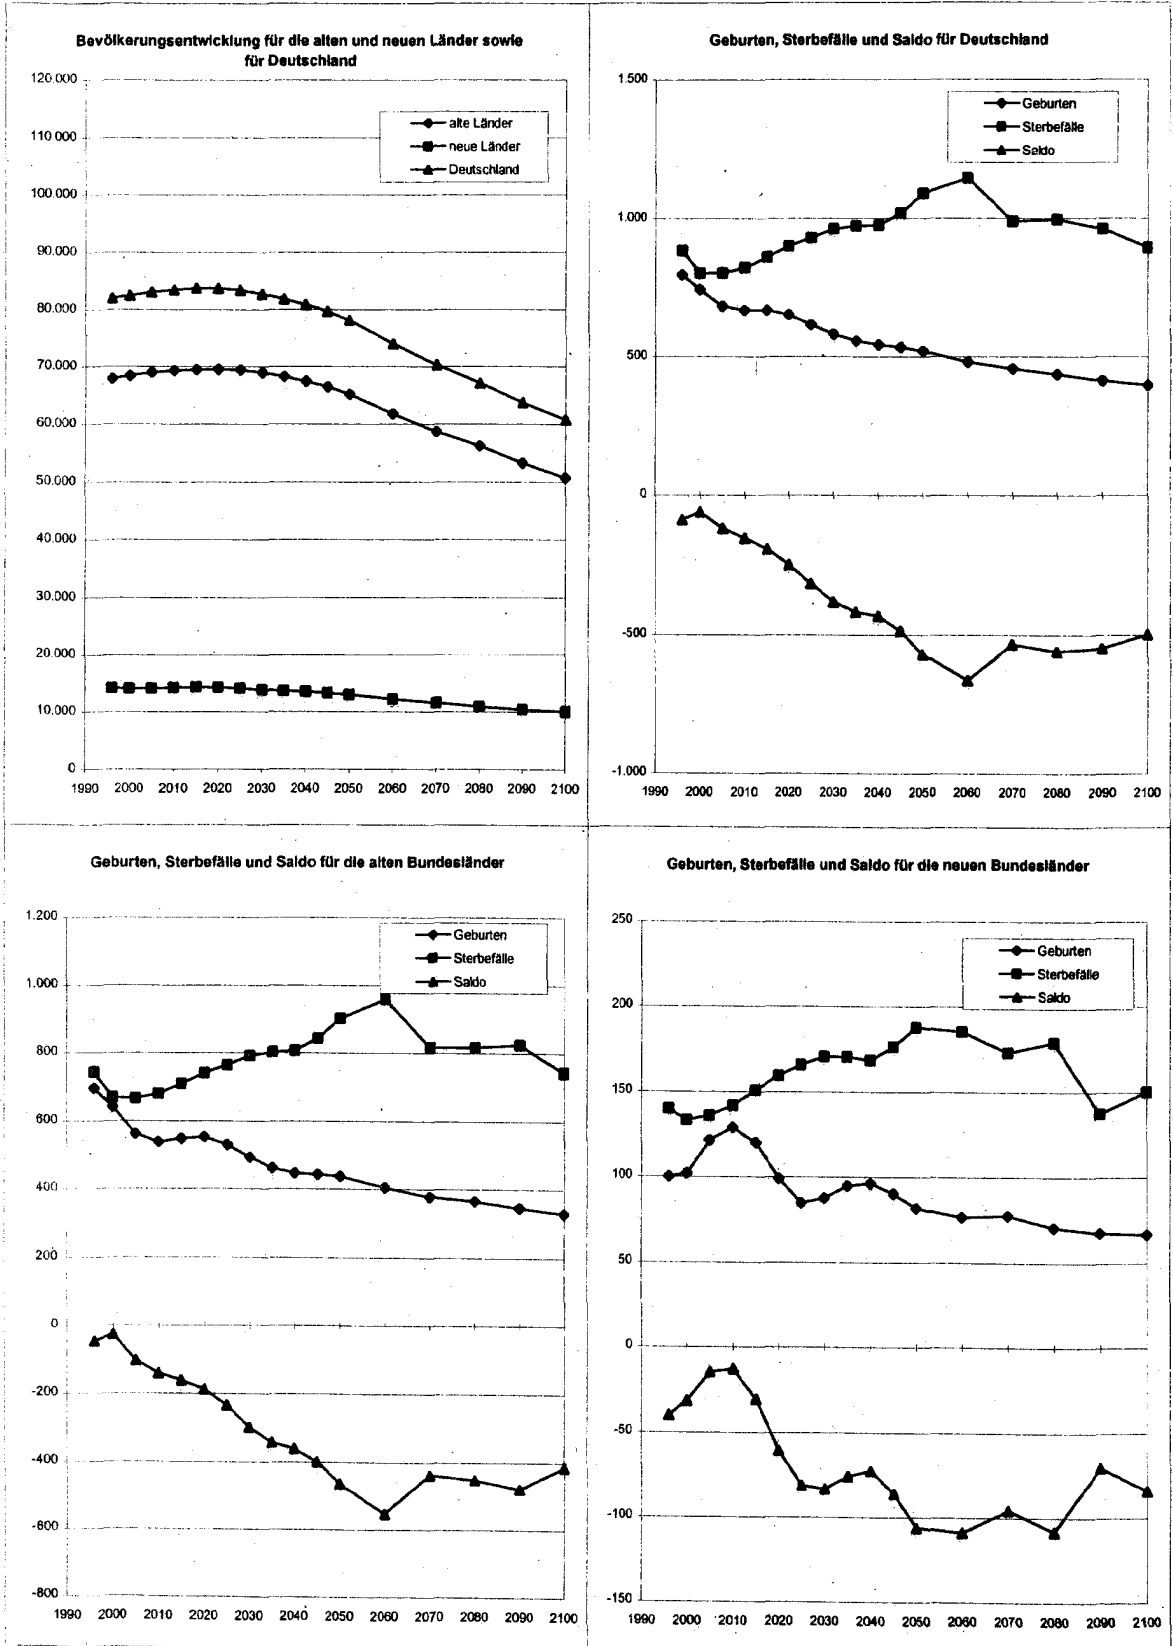 Bevölkerungsentwicklung für die alten und neuen Länder sowie
für Deutschland
120.000
110.000
100.000
90.000
80.000
70.000
60.000
50.000
40.000
30.000
20.000
10.000
0
alte Länder
neue Länder
Deutschland
1990 2000 2010 2020 2030 2040 2050 2060 2070 2080 2090 2100
Geburten, Sterbefälle und Saldo für Deutschland
1.500
1.000
500
0
-500
-1.000
Geburten
Sterbefälle
Saldo
1990 2000 2010 2020 2030 2040 2050 2060 2070 2080 2090 2100
Geburten, Sterbefälle und Saldo für die alten Bundesländer
1.200
1.000
800
600
400
200
0
-200
-400
-600
-800
Geburten
Sterbefälle
Saldo
1990 2000 2010 2020 2030 2040 2050 2060 2070 2080 2090 2100
Geburten, Sterbefälle und Saldo für die neuen Bundesländer
250
200
150
100
50
0
-50
-100
-150
Geburten
Sterbefälle
Saldo
1990 2000 2010 2020 2030 2040 2050 2060 2070 2080 2090 2100